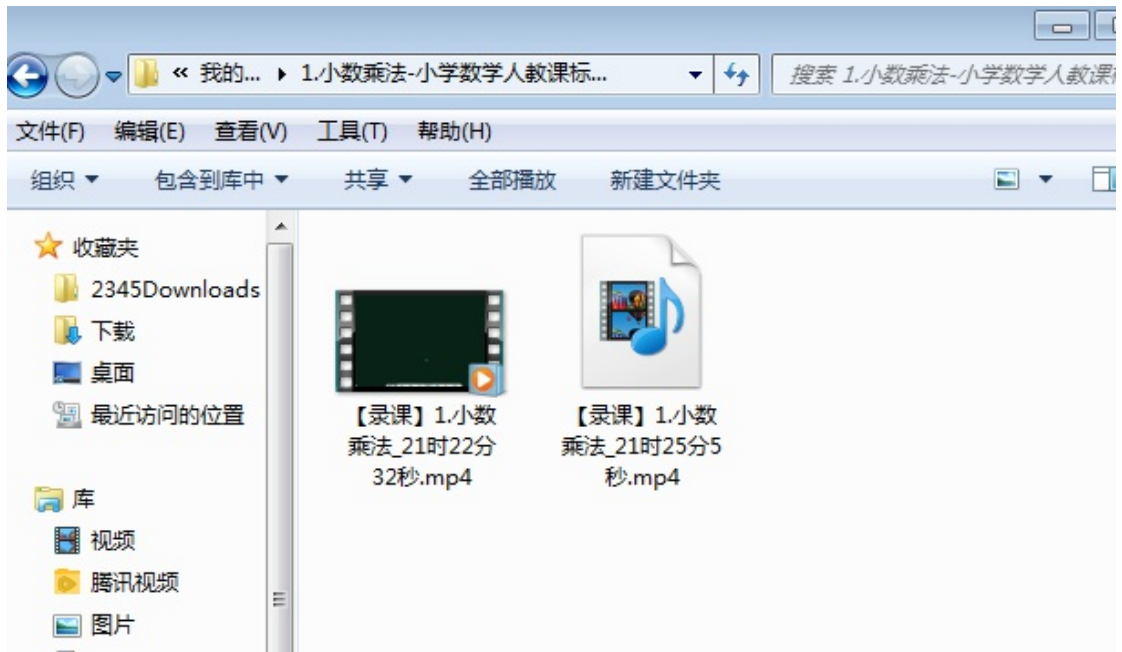 « 我的... ▸ 1.小数乘法-小学数学人教课标...
搜索 1.小数乘法-小学数学人教课
文件(F) 编辑(E) 查看(V) 工具(T) 帮助(H)
组织 包含到库中 共享 全部播放 新建文件夹
收藏夹
2345Downloads
下载
桌面
最近访问的位置
库
视频
腾讯视频
图片
【录课】1.小数
乘法_21时22分
32秒.mp4
【录课】1.小数
乘法_21时25分5
秒.mp4